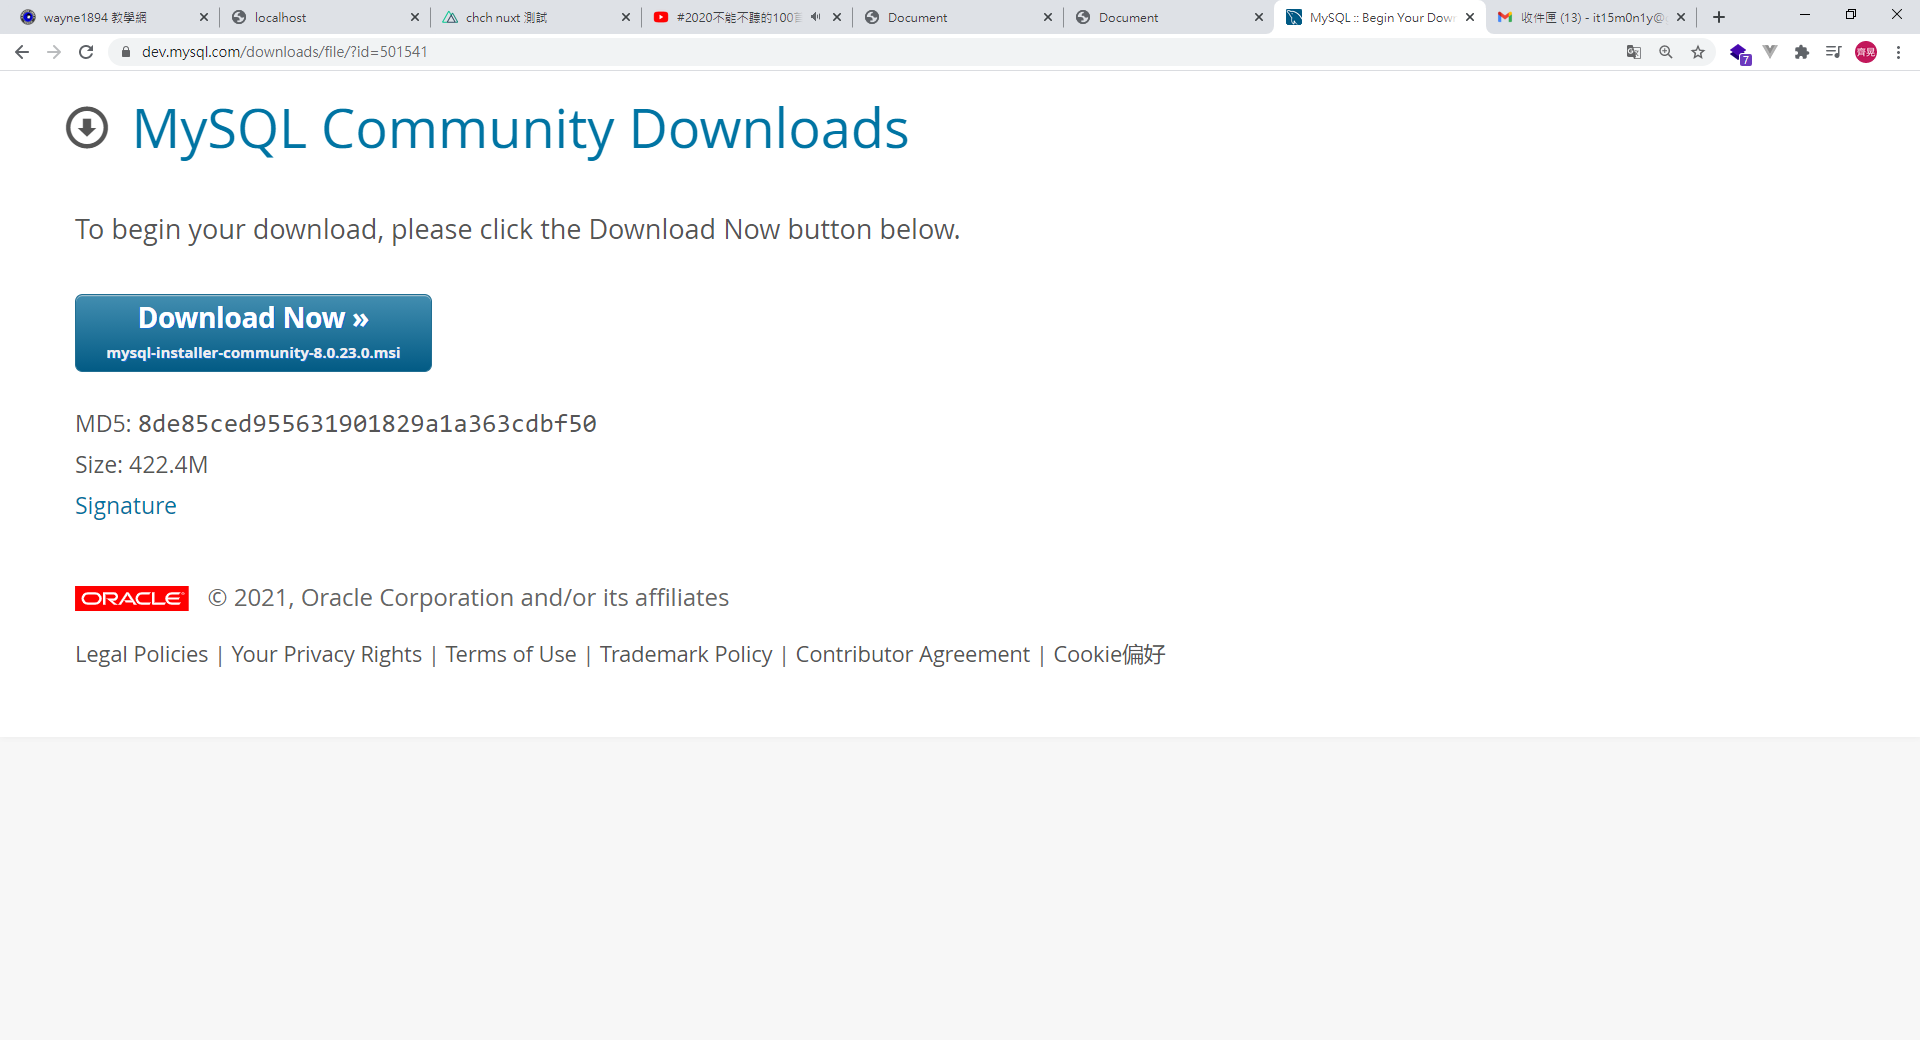 wayne1894 教學網
localhost
chch nuxt 測試
#2020不能不聽的100首
Document
Document
MySQL :: Begin Your Dow
收件匣 (13) - it15m0n1y@
dev.mysql.com/downloads/file/?id=501541
7
齊晃
MySQL Community Downloads
To begin your download, please click the Download Now button below.
Download Now »
mysql-installer-community-8.0.23.0.msi
MD5: 8de85ced955631901829a1a363cdbf50
Size: 422.4M
Signature
ORACLE © 2021, Oracle Corporation and/or its affiliates
Legal Policies | Your Privacy Rights | Terms of Use | Trademark Policy | Contributor Agreement | Cookie偏好